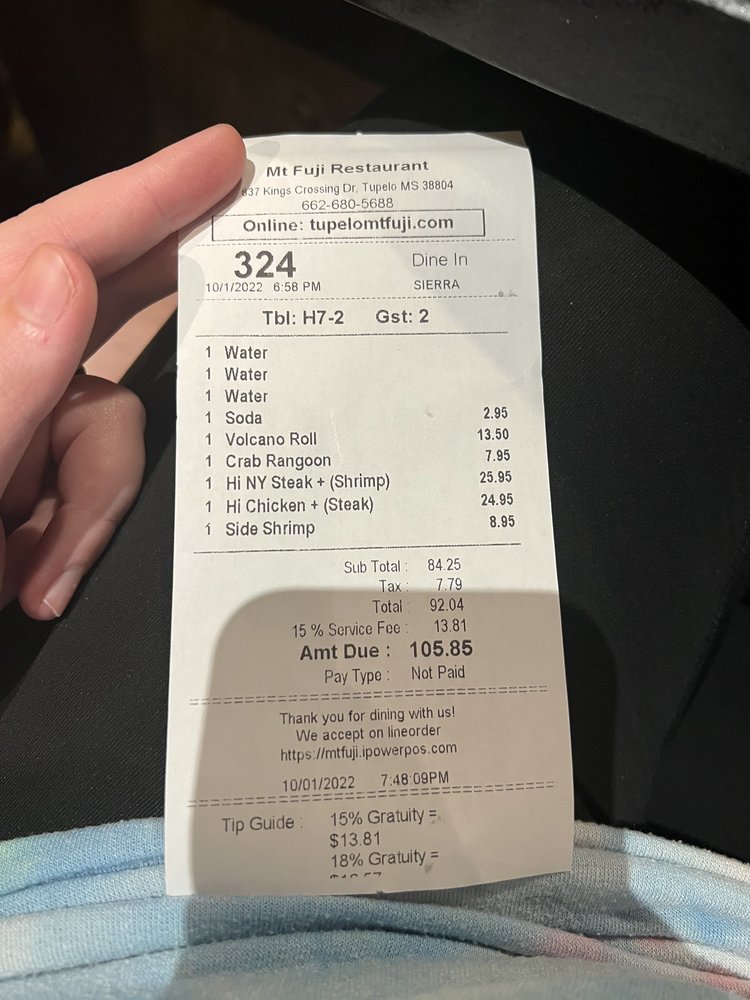 Mt Fuji Restaurant
837 Kings Crossing Dr, Tupelo MS 38804
662-680-5688
Online: tupelomtfuji.com
324 Dine In
10/1/2022 6:58 PM SIERRA
Tbl: H7-2 Gst: 2
1 Water
1 Water
1 Water
1 Soda 2.95
1 Volcano Roll 13.50
1 Crab Rangoon 7.95
1 Hi NY Steak + (Shrimp) 25.95
1 Hi Chicken + (Steak) 24.95
1 Side Shrimp 8.95
Sub Total : 84.25
Tax : 7.79
Total : 92.04
15 % Service Fee : 13.81
Amt Due : 105.85
Pay Type : Not Paid
Thank you for dining with us!
We accept on lineorder
https://mtfuji.ipowerpos.com
10/01/2022 7:48:09PM
Tip Guide : 15% Gratuity =
$13.81
18% Gratuity =